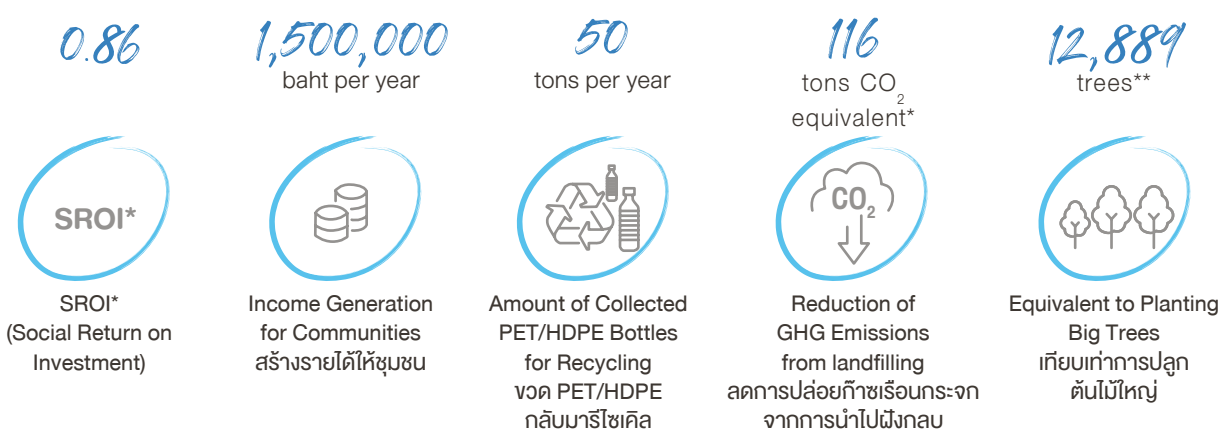 0.86
1,500,000
baht per year
50
tons per year
116
tons CO2
equivalent*
12,889
trees**
SROI*
CO2
SROI*
(Social Return on
Investment)
Income Generation
for Communities
สร้างรายได้ให้ชุมชน
Amount of Collected
PET/HDPE Bottles
for Recycling
ขวด PET/HDPE
กลับมารีไซเคิล
Reduction of
GHG Emissions
from landfilling
ลดการปล่อยก๊าซเรือนกระจก
จากการนำไปฝังกลบ
Equivalent to Planting
Big Trees
เทียบเท่าการปลูก
ต้นไม้ใหญ่